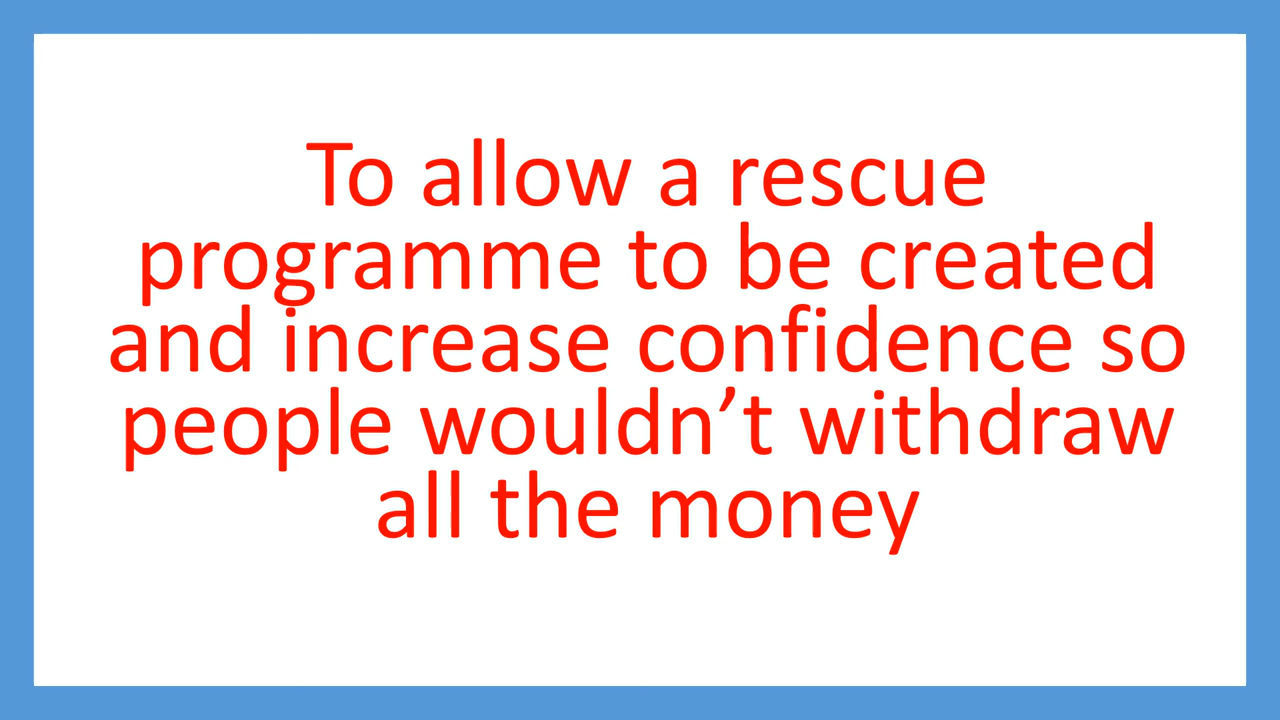 To allow a rescue
programme to be created
and increase confidence so
people wouldn’t withdraw
all the money